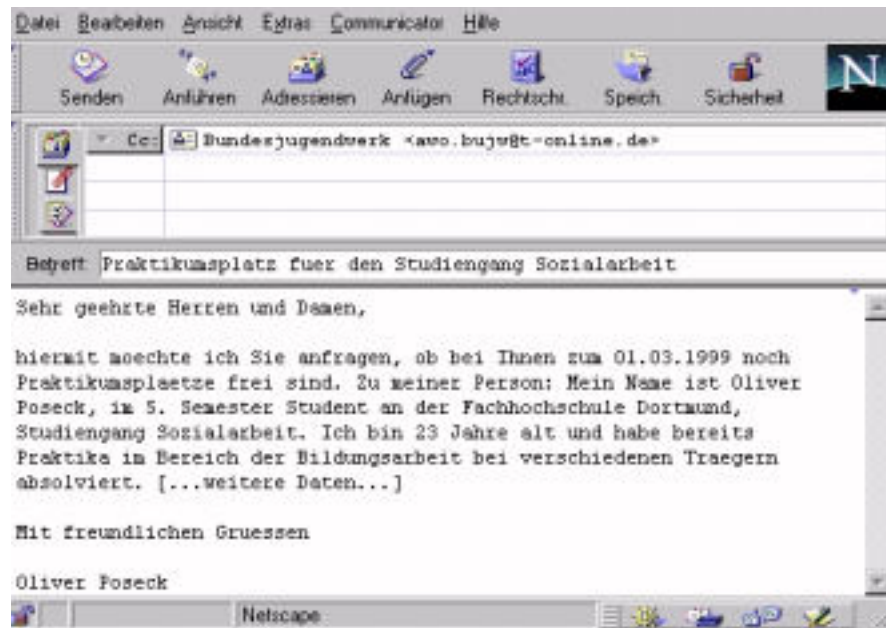 Datei Bearbeiten Ansicht Extras Communicator Hilfe
Senden Anführen Adressieren Anfügen Rechtschr. Speich. Sicherheit
N
Cc: Bundesjugendwerk <awo.bujw@t-online.de>
Betreff: Praktikumsplatz fuer den Studiengang Sozialarbeit
Sehr geehrte Herren und Damen,
hiermit moechte ich Sie anfragen, ob bei Ihnen zum 01.03.1999 noch
Praktikumsplaetze frei sind. Zu meiner Person: Mein Name ist Oliver
Poseck, im 5. Semester Student an der Fachhochschule Dortmund,
Studiengang Sozialarbeit. Ich bin 23 Jahre alt und habe bereits
Praktika im Bereich der Bildungsarbeit bei verschiedenen Traegern
absolviert. [...weitere Daten...]
Mit freundlichen Gruessen
Oliver Poseck
Netscape